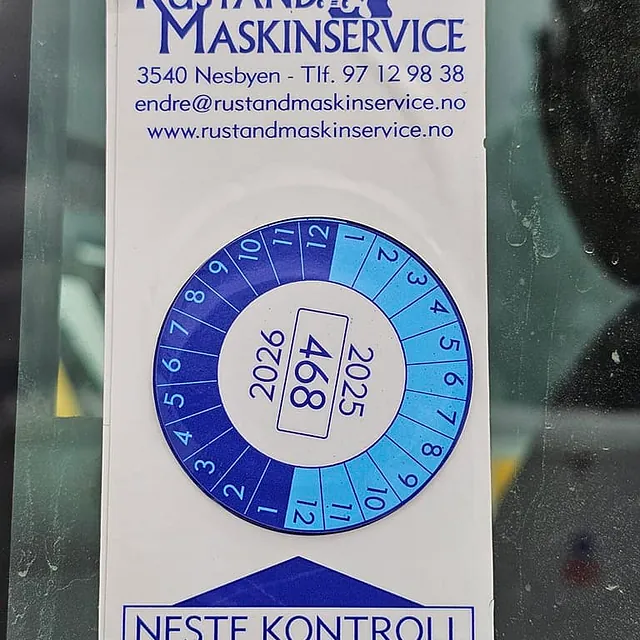 RUSTAND
MASKINSERVICE
3540 Nesbyen - Tlf. 97 12 98 38
endre@rustandmaskinservice.no
www.rustandmaskinservice.no
1 2 3 4 5 6 7 8 9 10 11 12
2025
468
2026
1 2 3 4 5 6 7 8 9 10 11 12
NESTE KONTROLL